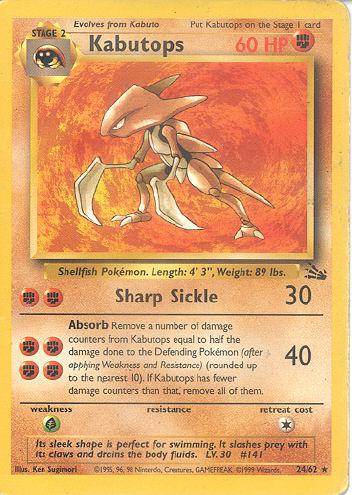 Evolves from Kabuto Put Kabutops on the Stage 1 card
STAGE 2
Kabutops 60 HP
Shellfish Pokémon. Length: 4' 3", Weight: 89 lbs.
Sharp Sickle 30
Absorb Remove a number of damage
counters from Kabutops equal to half the
damage done to the Defending Pokémon (after
applying Weakness and Resistance) (rounded up
to the nearest 10). If Kabutops has fewer
damage counters than that, remove all of them.
40
weakness resistance retreat cost
Its sleek shape is perfect for swimming. It slashes prey with
its claws and drains the body fluids. LV. 30 #141
Illus. Ken Sugimori ©1995, 96, 98 Nintendo, Creatures, GAMEFREAK. ©1999 Wizards. 24/62 ★